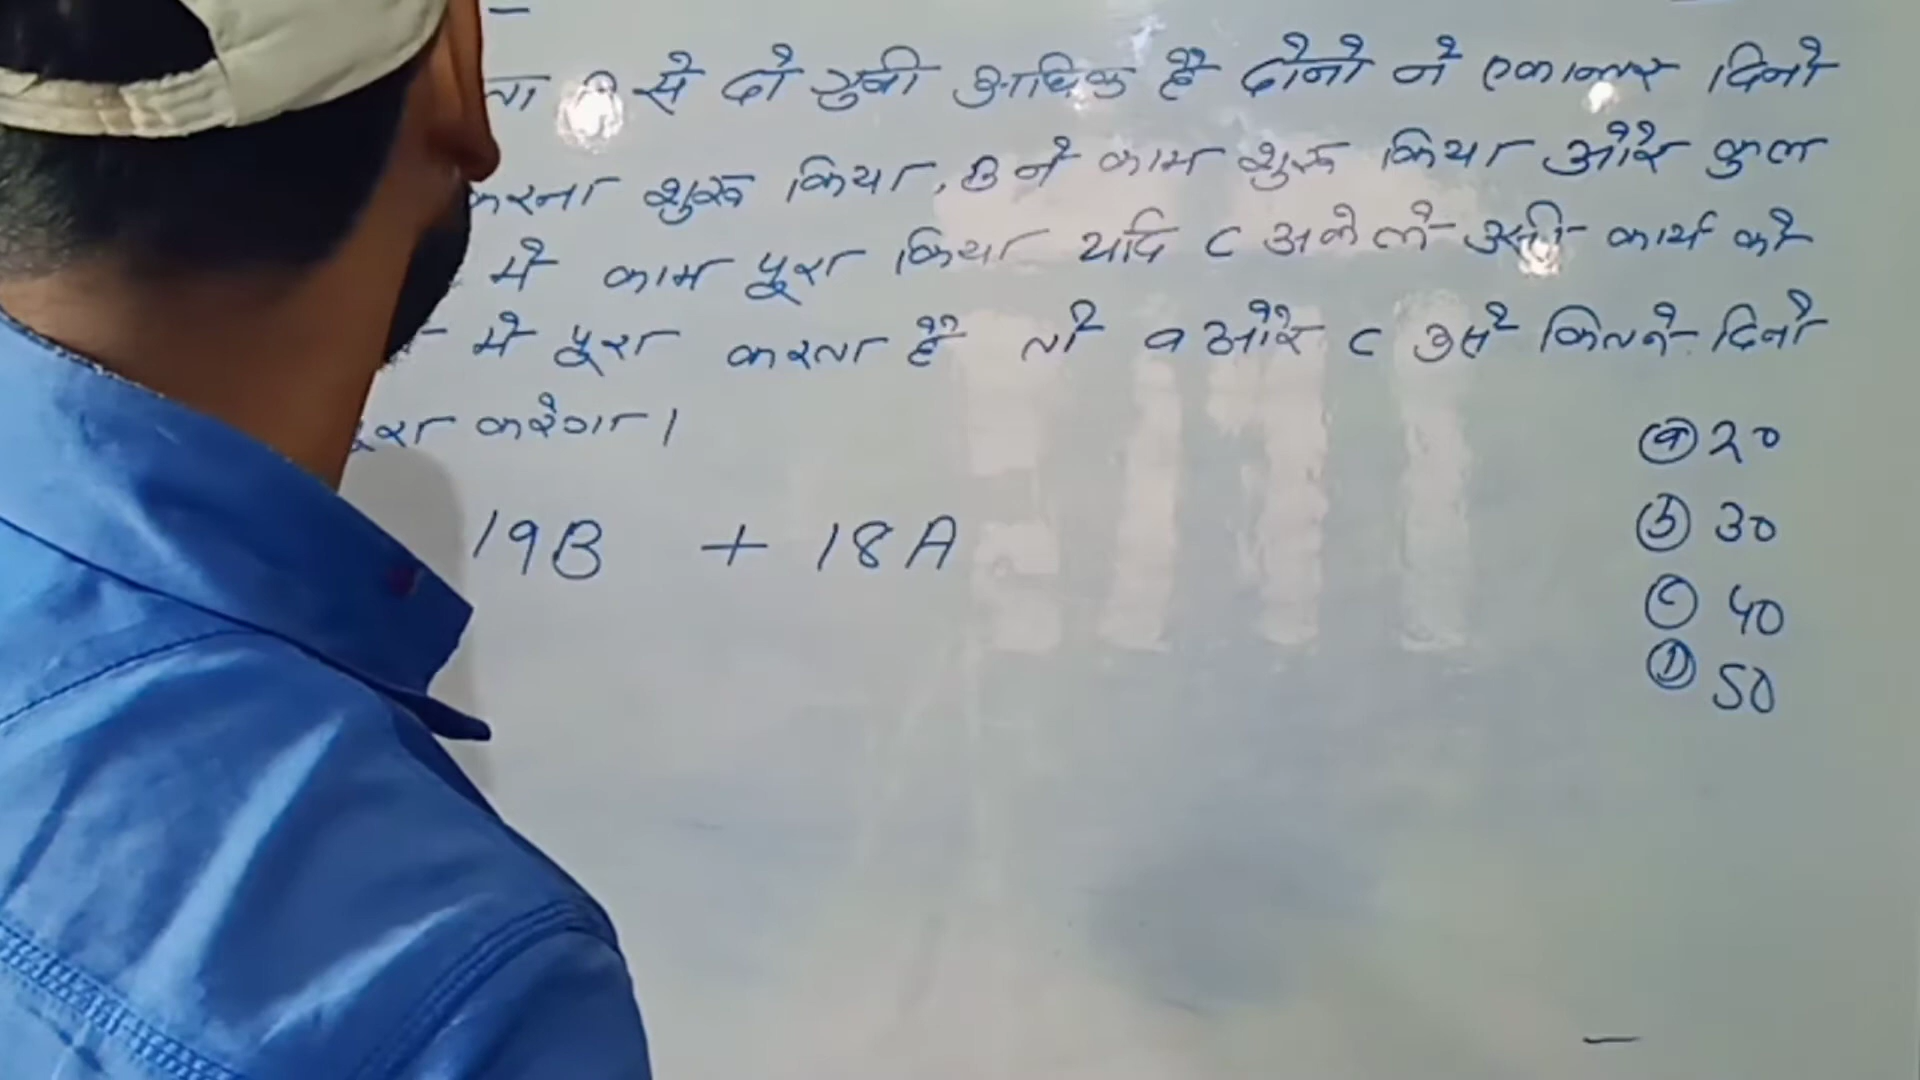 से दो गुनी अधिक है दोनो ने एकान्तर दिनो
करना शुरू किया, B ने काम शुरू किया और कुल
मे काम पूरा किया यदि C अकेले उसी कार्य को
मे पूरा करता है तो a और C उसे कितने दिनो
करेगा।
19B + 18A
(a) 20
(b) 30
(c) 40
(D) 50